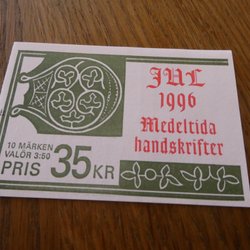 JUL
1996
Medeltida
handskrifter
10 MÄRKEN
VALÖR 3:50
PRIS 35 KR